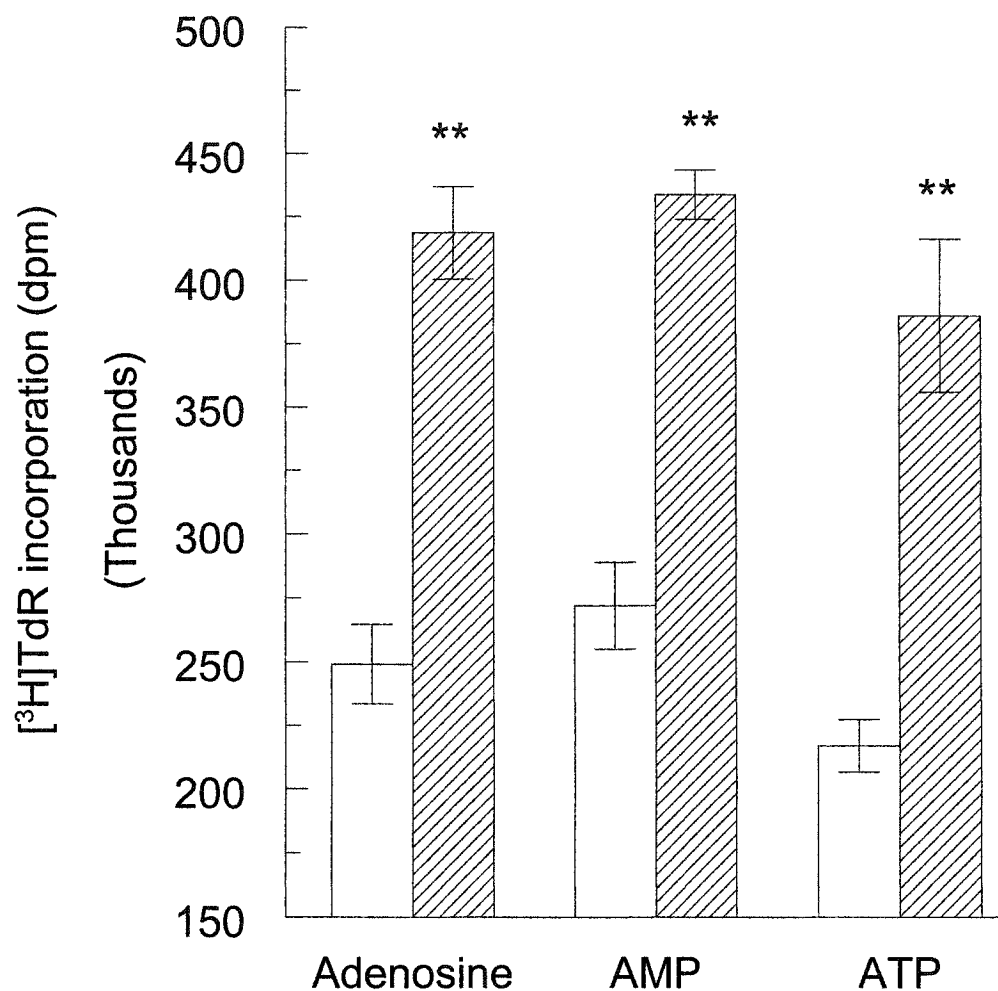 [³H]TdR incorporation (dpm)
(Thousands)
500
450
400
350
300
250
200
150
**
**
**
Adenosine
AMP
ATP